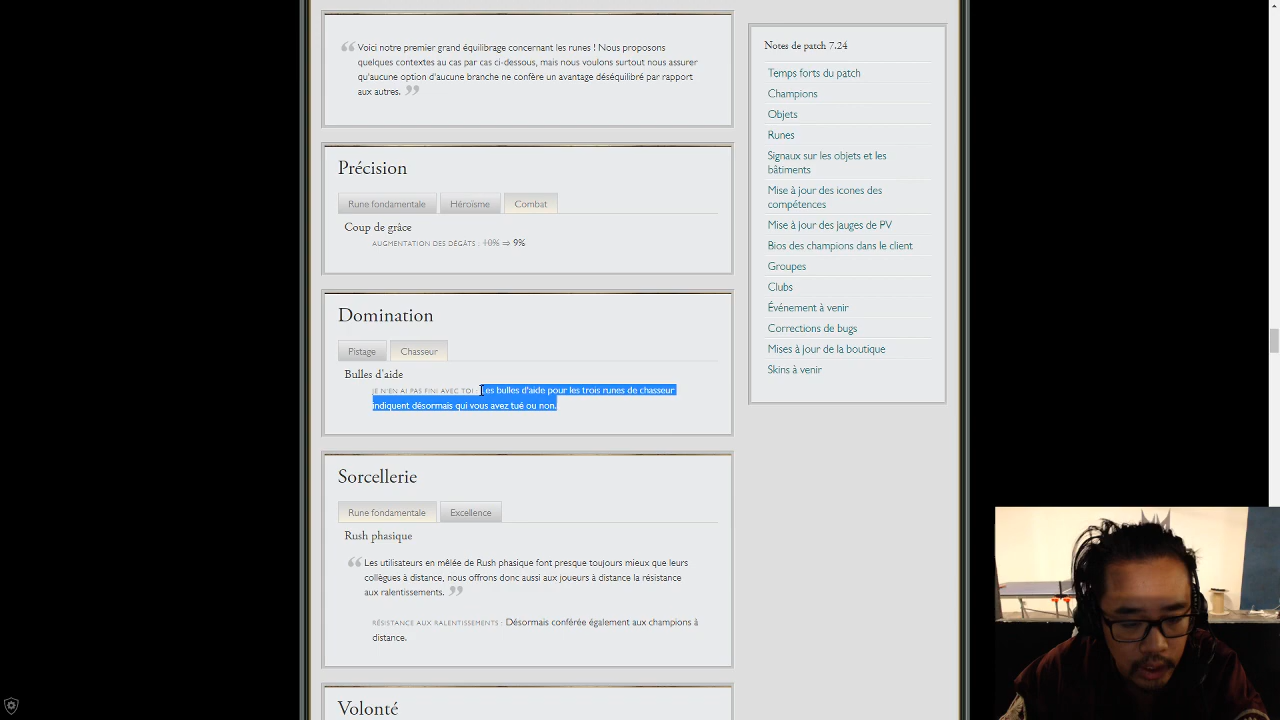 Voici notre premier grand équilibrage concernant les runes ! Nous proposons
quelques contextes au cas par cas ci-dessous, mais nous voulons surtout nous assurer
qu'aucune option d'aucune branche ne confère un avantage déséquilibré par rapport
aux autres.
Précision
Rune fondamentale
Héroïsme
Combat
Coup de grâce
AUGMENTATION DES DÉGÂTS : 10% ⇒ 9%
Domination
Pistage
Chasseur
Bulles d'aide
JE N'EN AI PAS FINI AVEC TOI : Les bulles d'aide pour les trois runes de chasseur
indiquent désormais qui vous avez tué ou non.
Sorcellerie
Rune fondamentale
Excellence
Rush phasique
Les utilisateurs en mêlée de Rush phasique font presque toujours mieux que leurs
collègues à distance, nous offrons donc aussi aux joueurs à distance la résistance
aux ralentissements.
RÉSISTANCE AUX RALENTISSEMENTS : Désormais conférée également aux champions à
distance.
Volonté
Notes de patch 7.24
Temps forts du patch
Champions
Objets
Runes
Signaux sur les objets et les
bâtiments
Mise à jour des icones des
compétences
Mise à jour des jauges de PV
Bios des champions dans le client
Groupes
Clubs
Événement à venir
Corrections de bugs
Mises à jour de la boutique
Skins à venir